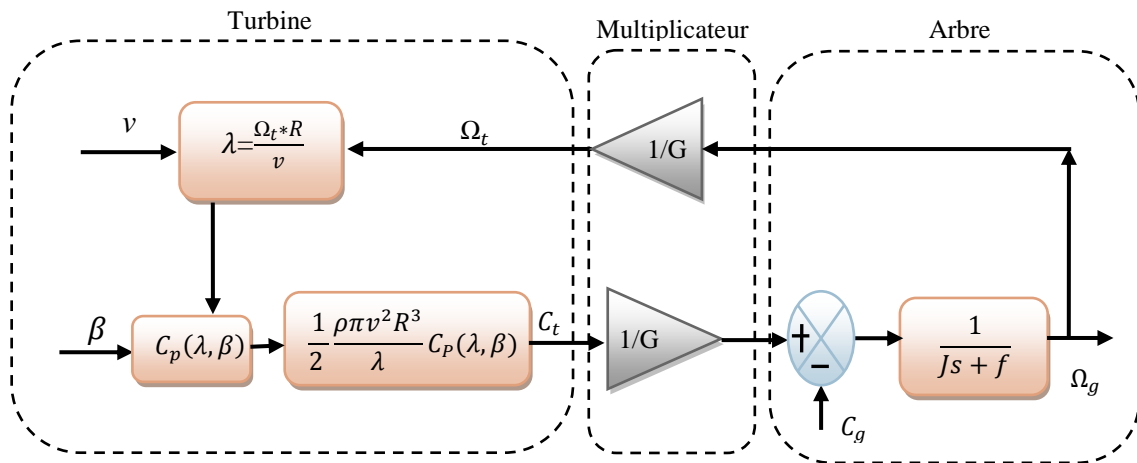 Turbine
Multiplicateur
Arbre
v
λ=Ω_t*R/v
Ω_t
1/G
β
C_p(λ, β)
1/2 ρπv²R³/λ C_P(λ, β)
C_t
1/G
+
−
C_g
1/(Js + f)
Ω_g